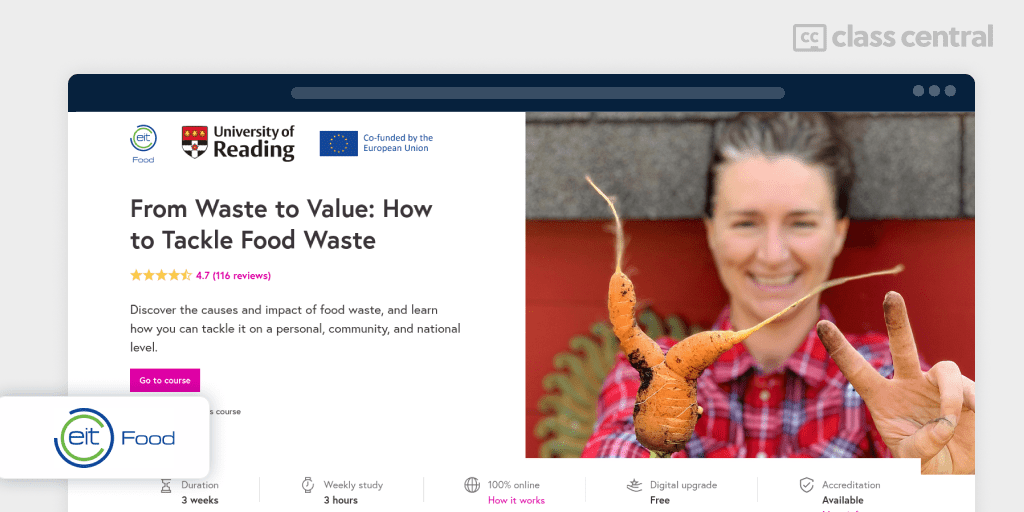 cc class central
eit
Food
University of
Reading
Co-funded by the
European Union
From Waste to Value: How
to Tackle Food Waste
4.7 (116 reviews)
Discover the causes and impact of food waste, and learn
how you can tackle it on a personal, community, and national
level.
Go to course
s course
eit Food
Duration
3 weeks
Weekly study
3 hours
100% online
How it works
Digital upgrade
Free
Accreditation
Available